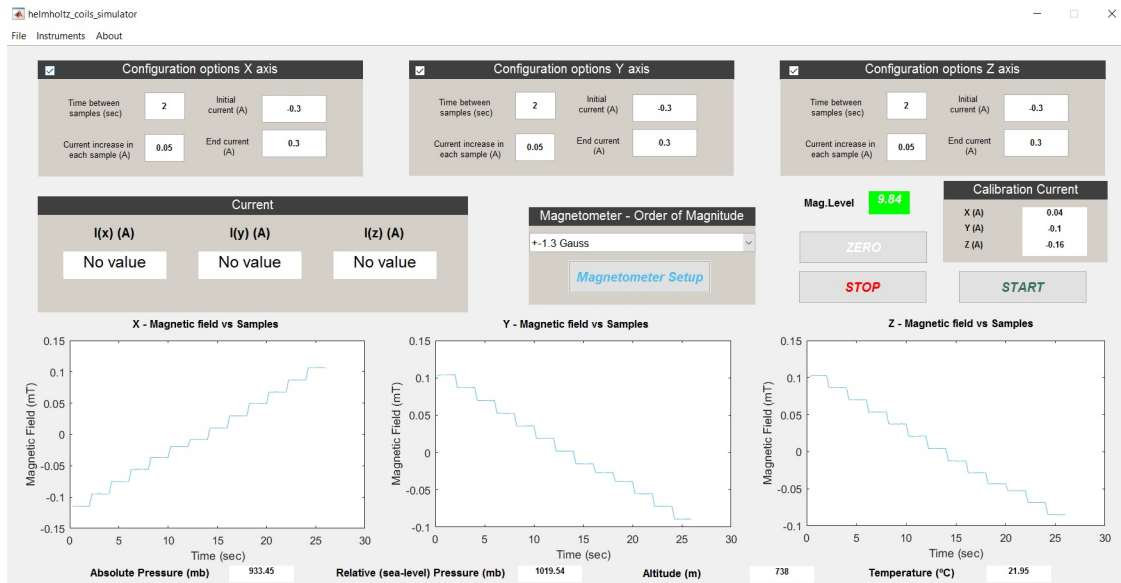 helmholtz_coils_simulator
File Instruments About
Configuration options X axis
Time between samples (sec)
2
Initial current (A)
-0.3
Current increase in each sample (A)
0.05
End current (A)
0.3
Configuration options Y axis
Time between samples (sec)
2
Initial current (A)
-0.3
Current increase in each sample (A)
0.05
End current (A)
0.3
Configuration options Z axis
Time between samples (sec)
2
Initial current (A)
-0.3
Current increase in each sample (A)
0.05
End current (A)
0.3
Current
I(x) (A) I(y) (A) I(z) (A)
No value No value No value
Magnetometer - Order of Magnitude
+-1.3 Gauss
Magnetometer Setup
Mag.Level 9.84
ZERO
STOP
START
Calibration Current
X (A) 0.04
Y (A) -0.1
Z (A) -0.16
X - Magnetic field vs Samples
Magnetic Field (mT)
0.15
0.1
0.05
0
-0.05
-0.1
-0.15
0 5 10 15 20 25 30
Time (sec)
Y - Magnetic field vs Samples
Magnetic Field (mT)
0.15
0.1
0.05
0
-0.05
-0.1
0 5 10 15 20 25 30
Time (sec)
Z - Magnetic field vs Samples
Magnetic Field (mT)
0.15
0.1
0.05
0
-0.05
-0.1
0 5 10 15 20 25 30
Time (sec)
Absolute Pressure (mb) 933.45 Relative (sea-level) Pressure (mb) 1019.54 Altitude (m) 738 Temperature (ºC) 21.95